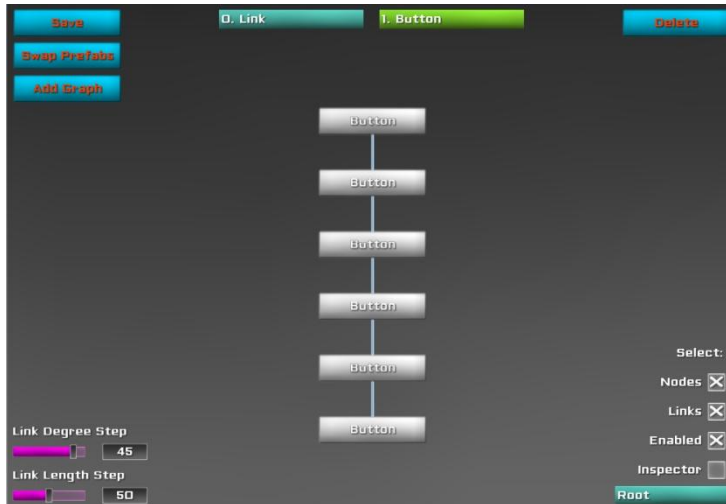 Save
0. Link
1. Button
Delete
Swap Prefabs
Add Graph
Button
Button
Button
Button
Button
Button
Select:
Nodes
Links
Enabled
Inspector
Root
Link Degree Step
45
Link Length Step
50